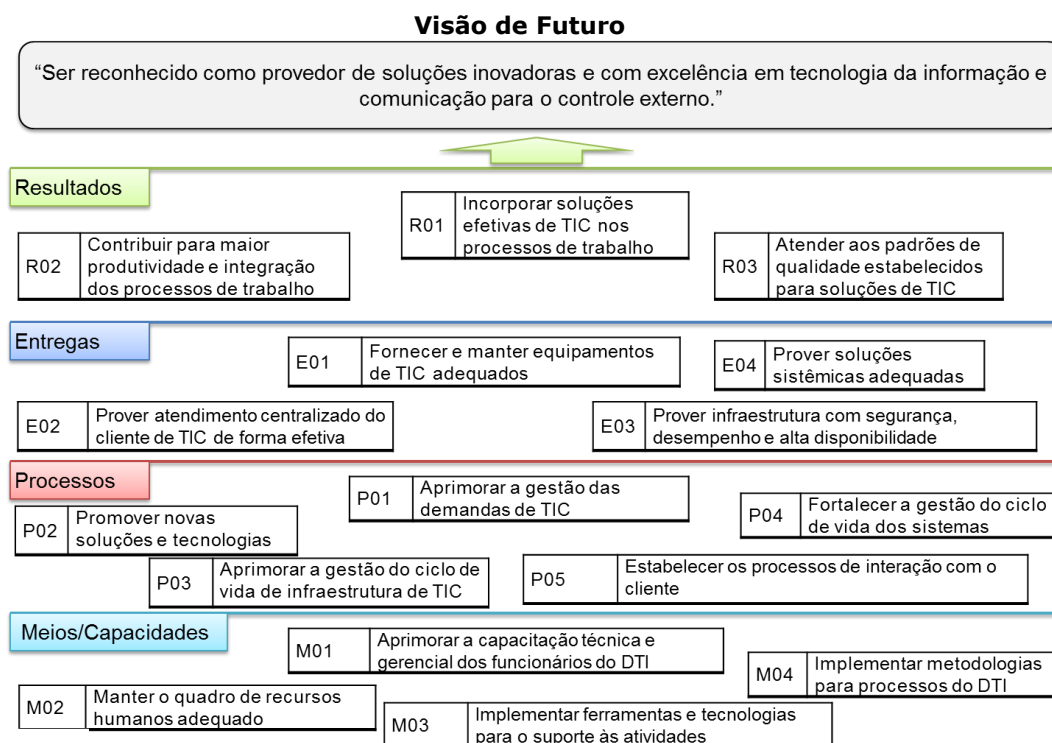 Visão de Futuro
“Ser reconhecido como provedor de soluções inovadoras e com excelência em tecnologia da informação e
comunicação para o controle externo.”
Resultados
R01
Incorporar soluções
efetivas de TIC nos
processos de trabalho
R02
Contribuir para maior
produtividade e integração
dos processos de trabalho
R03
Atender aos padrões de
qualidade estabelecidos
para soluções de TIC
Entregas
E01
Fornecer e manter equipamentos
de TIC adequados
E04
Prover soluções
sistêmicas adequadas
E02
Prover atendimento centralizado do
cliente de TIC de forma efetiva
E03
Prover infraestrutura com segurança,
desempenho e alta disponibilidade
Processos
P01
Aprimorar a gestão das
demandas de TIC
P04
Fortalecer a gestão do ciclo
de vida dos sistemas
P02
Promover novas
soluções e tecnologias
P03
Aprimorar a gestão do ciclo de
vida de infraestrutura de TIC
P05
Estabelecer os processos de interação com o
cliente
Meios/Capacidades
M01
Aprimorar a capacitação técnica e
gerencial dos funcionários do DTI
M04
Implementar metodologias
para processos do DTI
M02
Manter o quadro de recursos
humanos adequado
M03
Implementar ferramentas e tecnologias
para o suporte às atividades